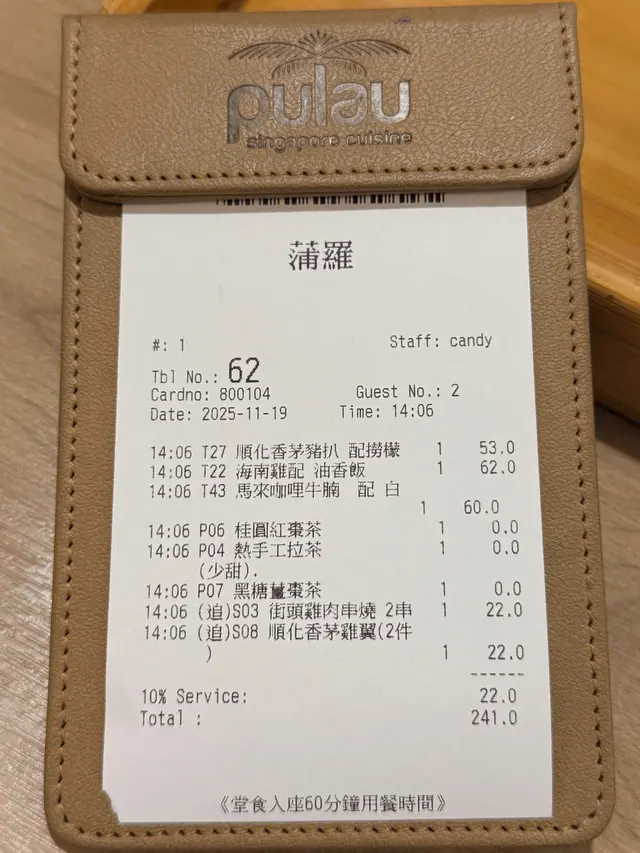 pulau
singapore cuisine
蒲羅
#: 1 Staff: candy
Tbl No.: 62
Cardno: 800104 Guest No.: 2
Date: 2025-11-19 Time: 14:06
14:06 T27 順化香茅豬扒 配撈檬 1 53.0
14:06 T22 海南雞配 油香飯 1 62.0
14:06 T43 馬來咖哩牛腩 配 白
1 60.0
14:06 P06 桂圓紅棗茶 1 0.0
14:06 P04 熱手工拉茶 1 0.0
(少甜).
14:06 P07 黑糖薑棗茶 1 0.0
14:06 (追)S03 街頭雞肉串燒 2串 1 22.0
14:06 (追)S08 順化香茅雞翼(2件
) 1 22.0
------
10% Service: 22.0
Total : 241.0
《堂食入座60分鐘用餐時間》